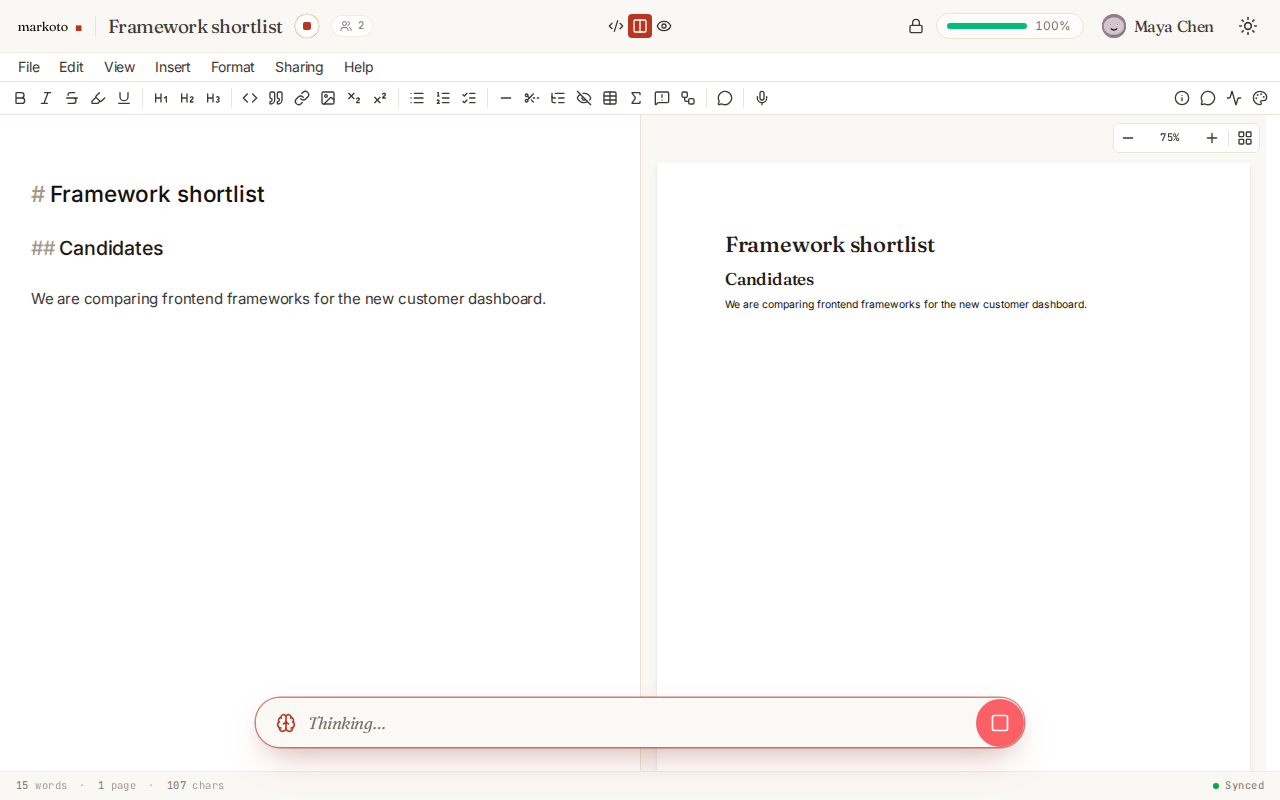 markoto
Framework shortlist
2
100%
Maya Chen
File Edit View Insert Format Sharing Help
H1 H2 H3
75%
# Framework shortlist
## Candidates
We are comparing frontend frameworks for the new customer dashboard.
Framework shortlist
Candidates
We are comparing frontend frameworks for the new customer dashboard.
Thinking...
15 words · 1 page · 107 chars
Synced